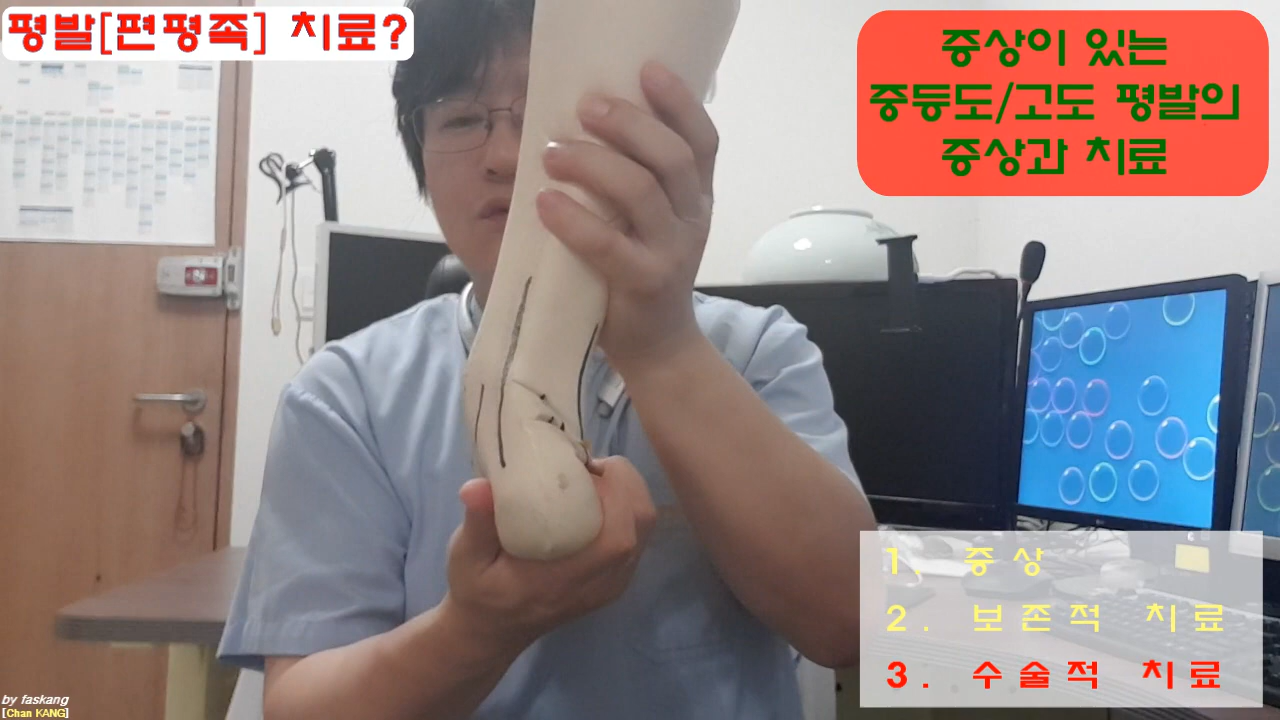 평발[편평족] 치료?
증상이 있는
중등도/고도 평발의
증상과 치료
1. 증상
2. 보존적 치료
3. 수술적 치료
by faskang
[Chan KANG]